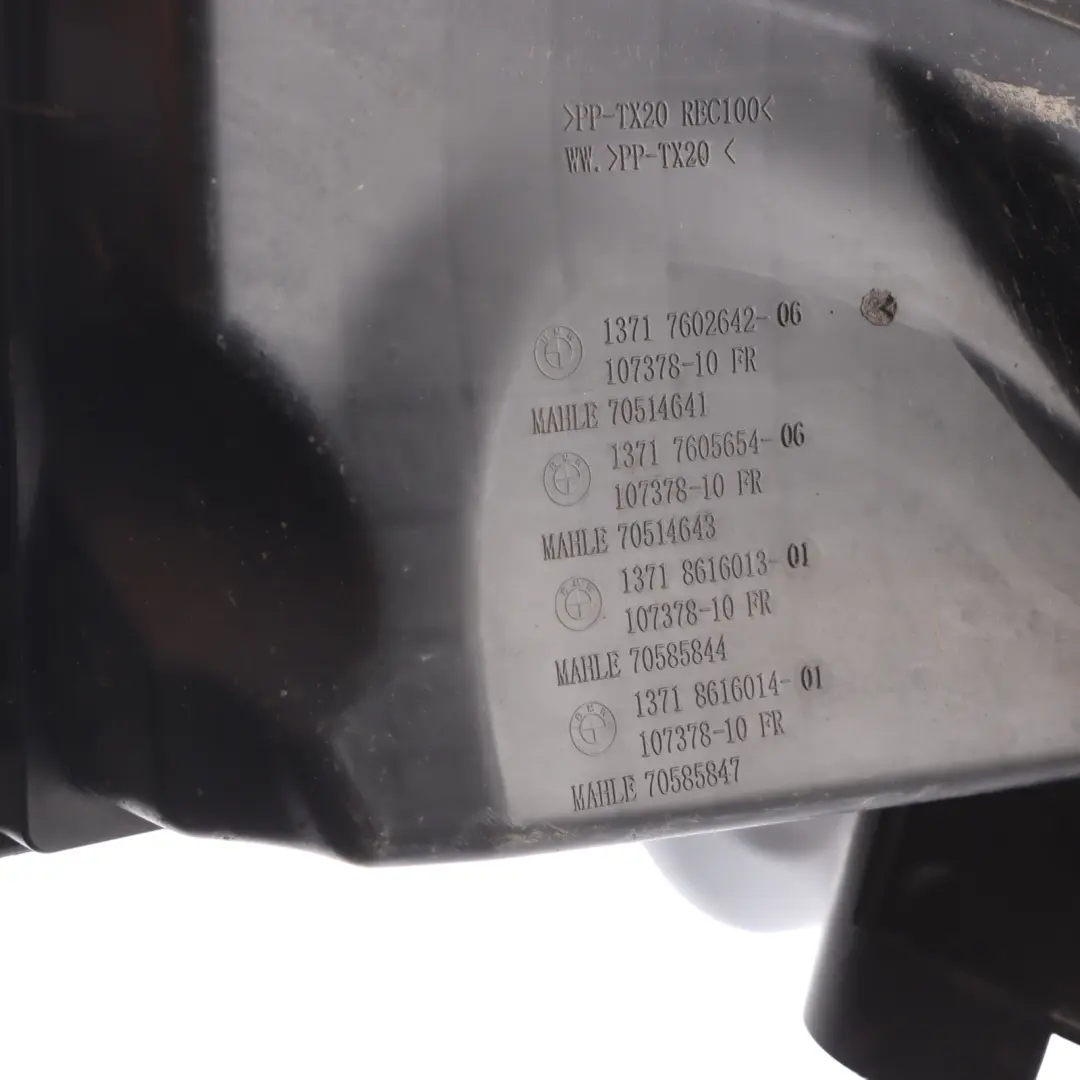 >PP-TX20 REC100<
WW.>PP-TX20 <
1371 7602642-06
107378-10 FR
MAHLE 70514641
1371 7605654-06
107378-10 FR
MAHLE 70514643
1371 8616013-01
107378-10 FR
MAHLE 70585844
1371 8616014-01
107378-10 FR
MAHLE 70585847